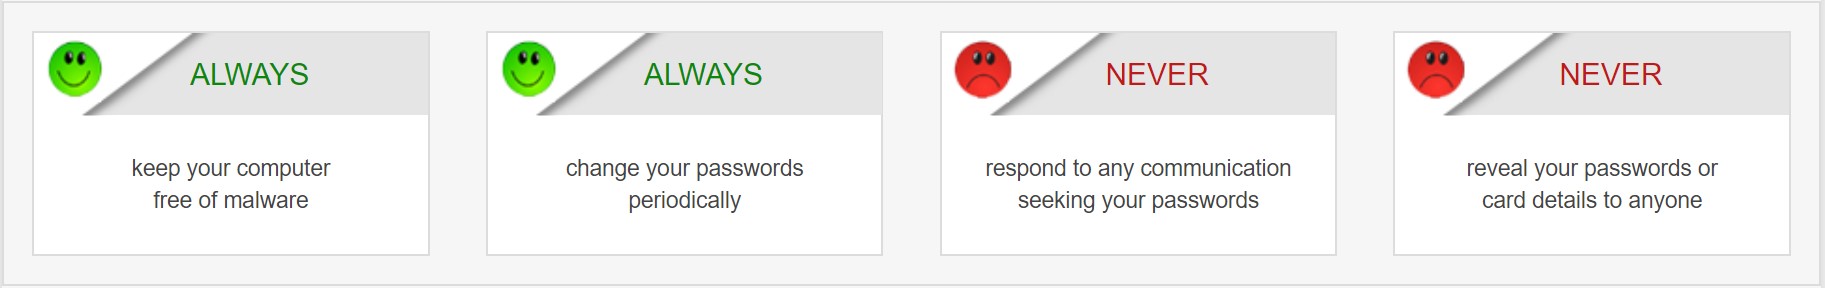 ALWAYS
keep your computer
free of malware
ALWAYS
change your passwords
periodically
NEVER
respond to any communication
seeking your passwords
NEVER
reveal your passwords or
card details to anyone